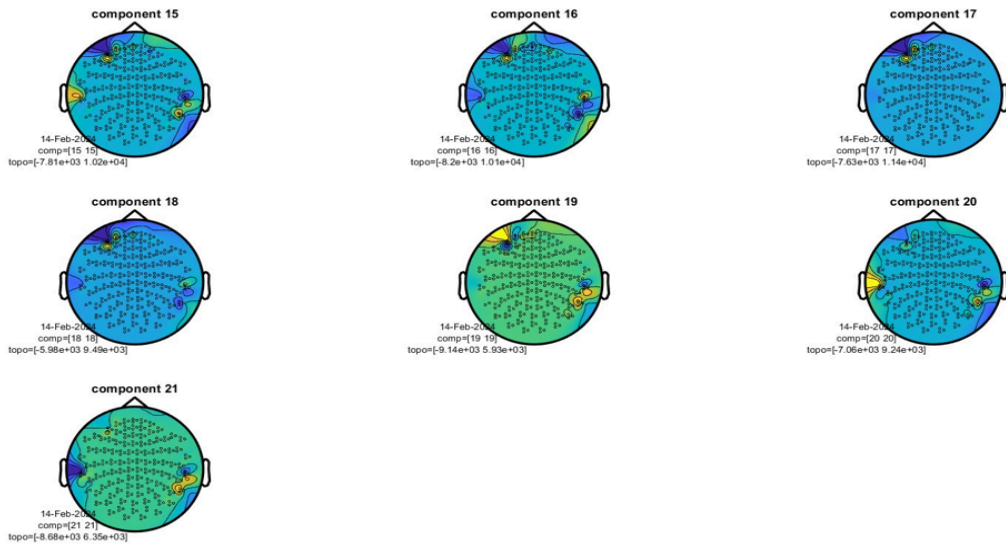 component 15
14-Feb-2024
comp=[15 15]
topo=[-7.81e+03 1.02e+04]
component 16
14-Feb-2024
comp=[16 16]
topo=[-8.2e+03 1.01e+04]
component 17
14-Feb-2024
comp=[17 17]
topo=[-7.63e+03 1.14e+04]
component 18
14-Feb-2024
comp=[18 18]
topo=[-5.98e+03 9.49e+03]
component 19
14-Feb-2024
comp=[19 19]
topo=[-9.14e+03 5.93e+03]
component 20
14-Feb-2024
comp=[20 20]
topo=[-7.06e+03 9.24e+03]
component 21
14-Feb-2024
comp=[21 21]
topo=[-8.68e+03 6.35e+03]